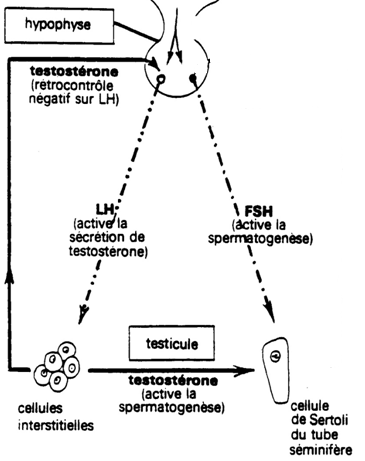 hypophyse
testostérone
(rétrocontrôle
négatif sur LH)
LH
(active la
sécrétion de
testostérone)
FSH
(active la
spermatogenèse)
testicule
testostérone
(active la
spermatogenèse)
cellules
interstitielles
cellule
de Sertoli
du tube
séminifère